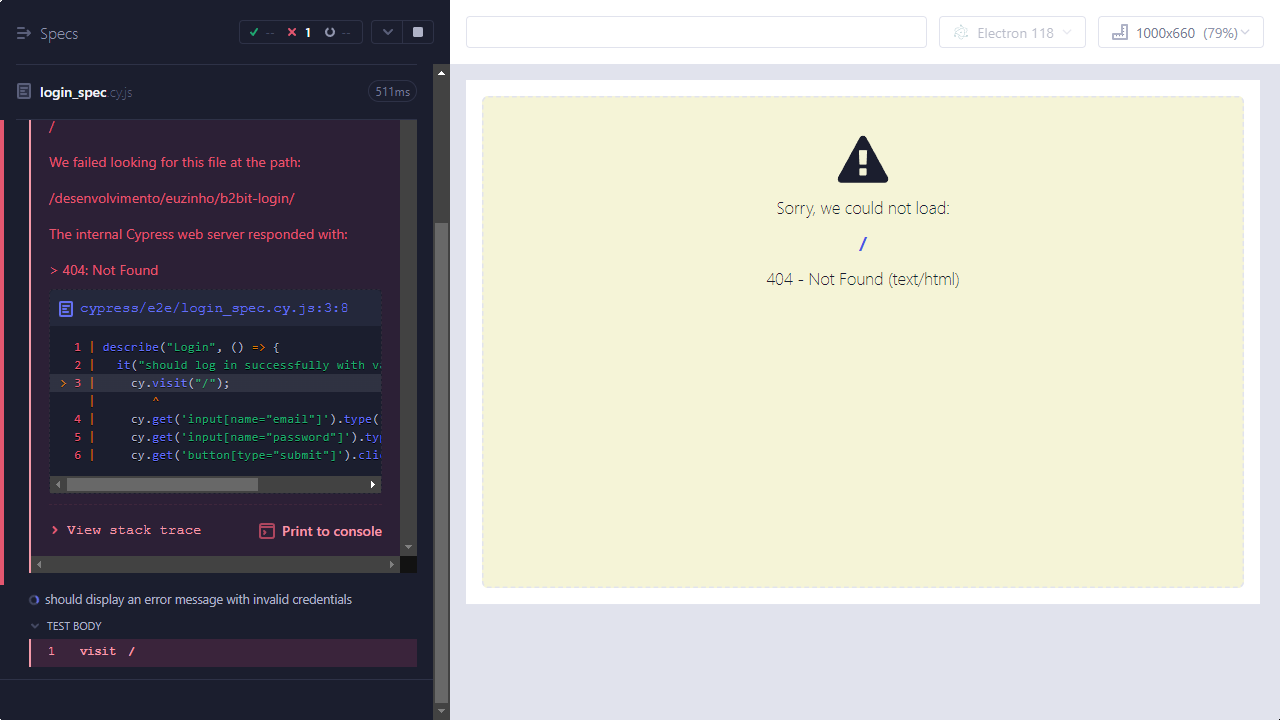 Specs
--
1
--
login_spec.cy.js
511ms
/
We failed looking for this file at the path:
/desenvolvimento/euzinho/b2bit-login/
The internal Cypress web server responded with:
> 404: Not Found
cypress/e2e/login_spec.cy.js:3:8
1 | describe("Login", () => {
2 |   it("should log in successfully with va
> 3 |     cy.visit("/");
|        ^
4 |     cy.get('input[name="email"]').type(
5 |     cy.get('input[name="password"]').typ
6 |     cy.get('button[type="submit"]').clic
View stack trace
Print to console
should display an error message with invalid credentials
TEST BODY
1 visit /
Electron 118
1000x660 (79%)
Sorry, we could not load:
/
404 - Not Found (text/html)